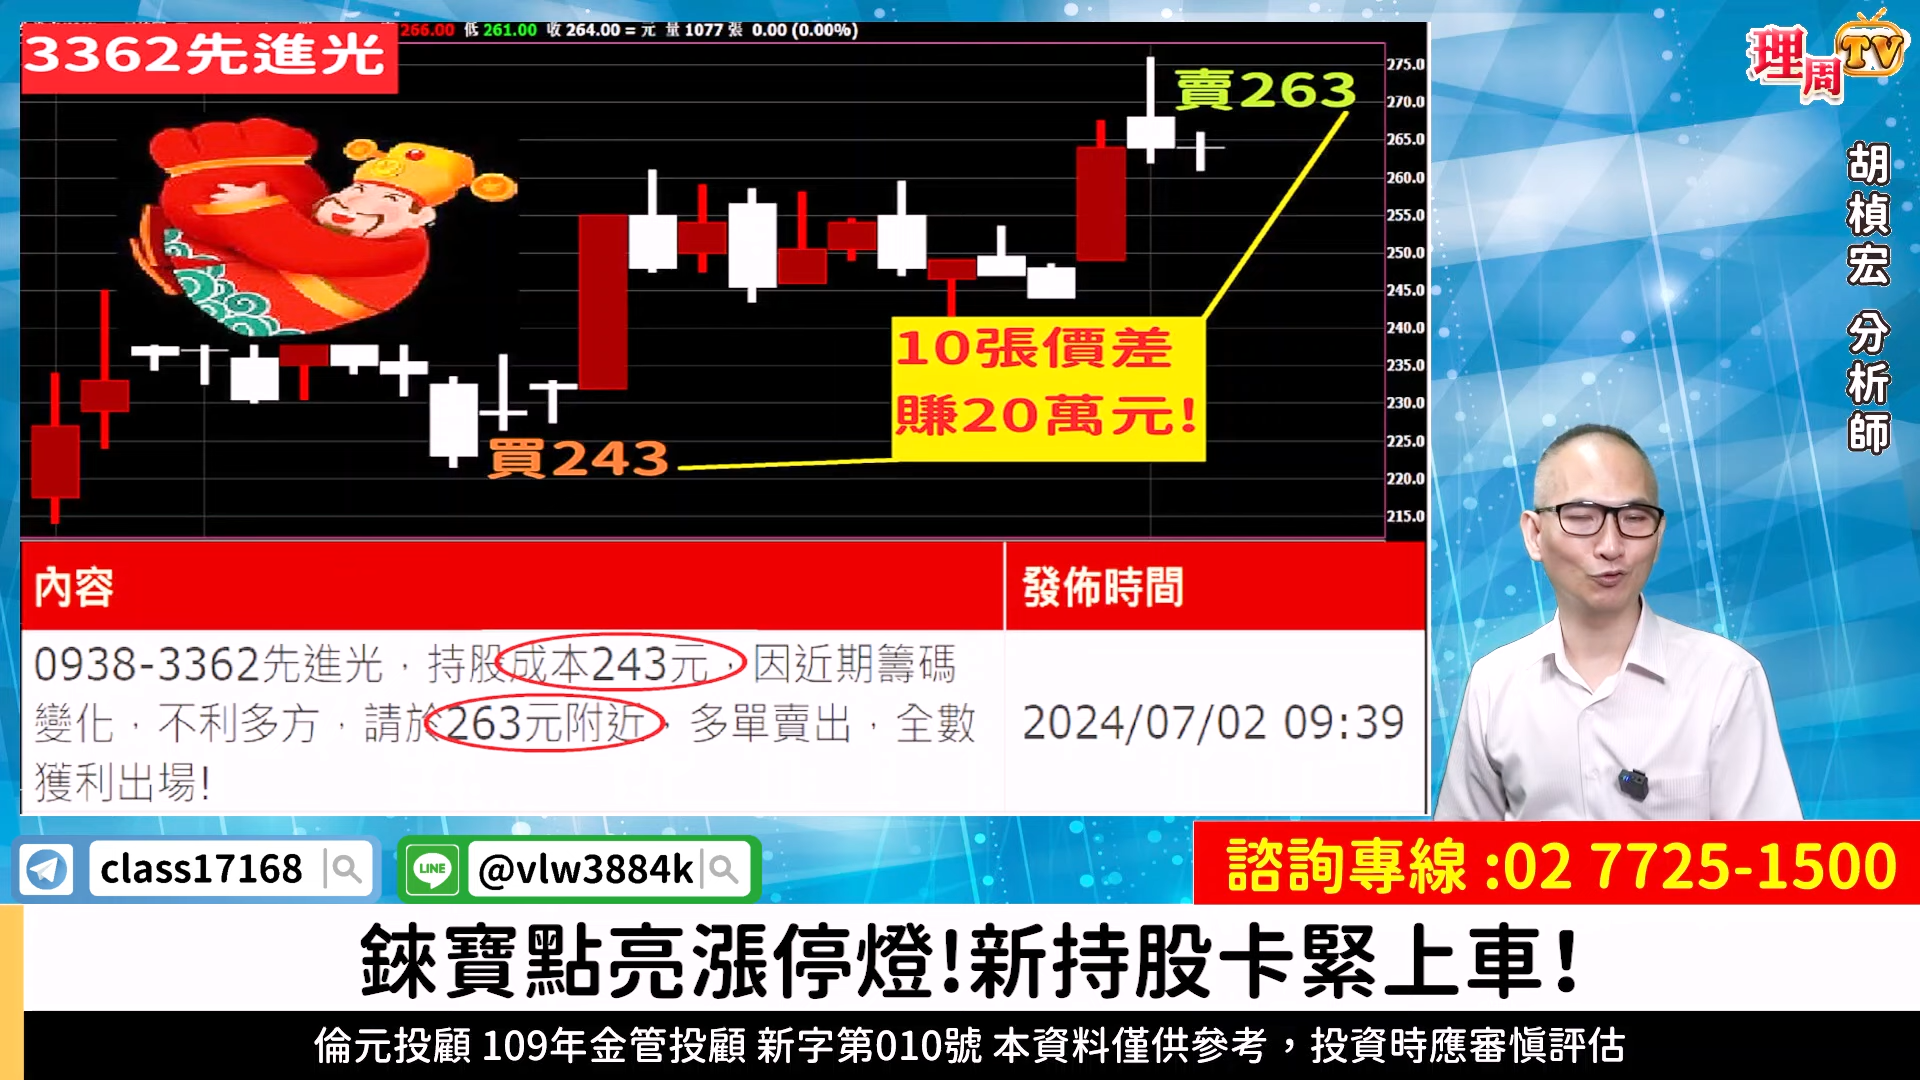 266.00 低 261.00 收 264.00 = 元 量 1077 張 0.00 (0.00%)
3362先進光
理周TV
賣263
275.0
270.0
265.0
260.0
255.0
250.0
245.0
240.0
235.0
230.0
225.0
220.0
215.0
胡楨宏 分析師
10張價差
賺20萬元!
買243
內容
發佈時間
0938-3362先進光，持股成本243元，因近期籌碼
變化，不利多方，請於263元附近，多單賣出，全數
獲利出場!
2024/07/02 09:39
class17168
LINE
@vlw3884k
諮詢專線 :02 7725-1500
錸寶點亮漲停燈!新持股卡緊上車!
倫元投顧 109年金管投顧 新字第010號 本資料僅供參考，投資時應審慎評估